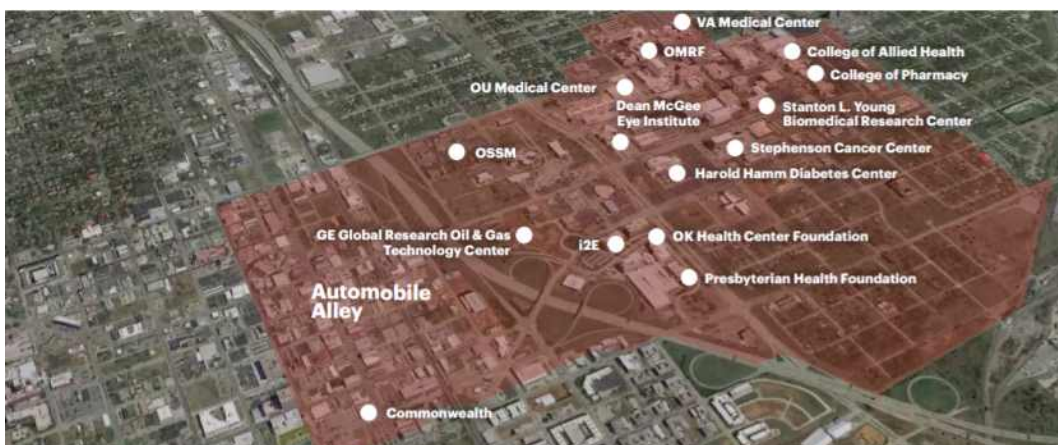 VA Medical Center
OMRF
College of Allied Health
College of Pharmacy
OU Medical Center
Dean McGee
Eye Institute
Stanton L. Young
Biomedical Research Center
OSSM
Stephenson Cancer Center
Harold Hamm Diabetes Center
GE Global Research Oil & Gas
Technology Center
i2E
OK Health Center Foundation
Presbyterian Health Foundation
Automobile
Alley
Commonwealth